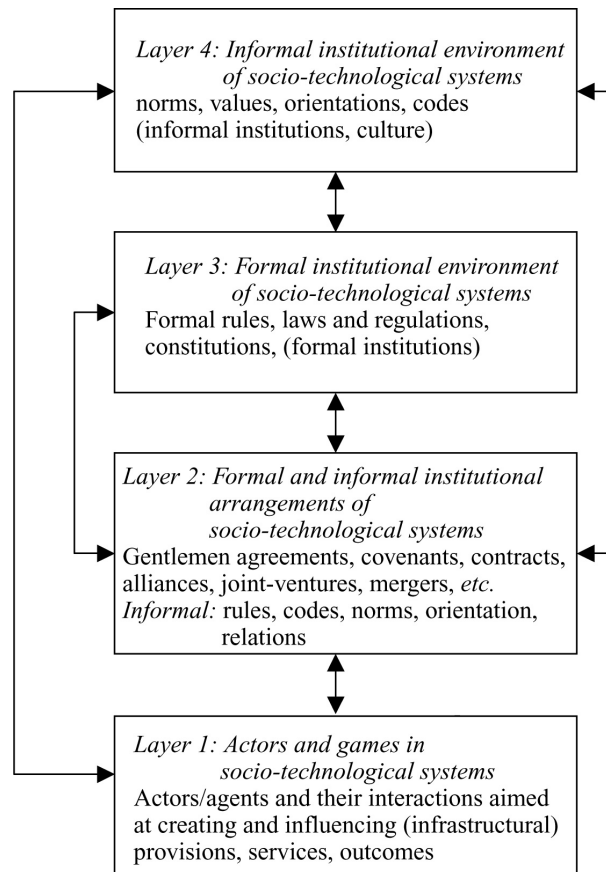 Layer 4: Informal institutional environment
of socio-technological systems
norms, values, orientations, codes
(informal institutions, culture)
Layer 3: Formal institutional environment
of socio-technological systems
Formal rules, laws and regulations,
constitutions, (formal institutions)
Layer 2: Formal and informal institutional
arrangements of
socio-technological systems
Gentlemen agreements, covenants, contracts,
alliances, joint-ventures, mergers, etc.
Informal: rules, codes, norms, orientation,
relations
Layer 1: Actors and games in
socio-technological systems
Actors/agents and their interactions aimed
at creating and influencing (infrastructural)
provisions, services, outcomes